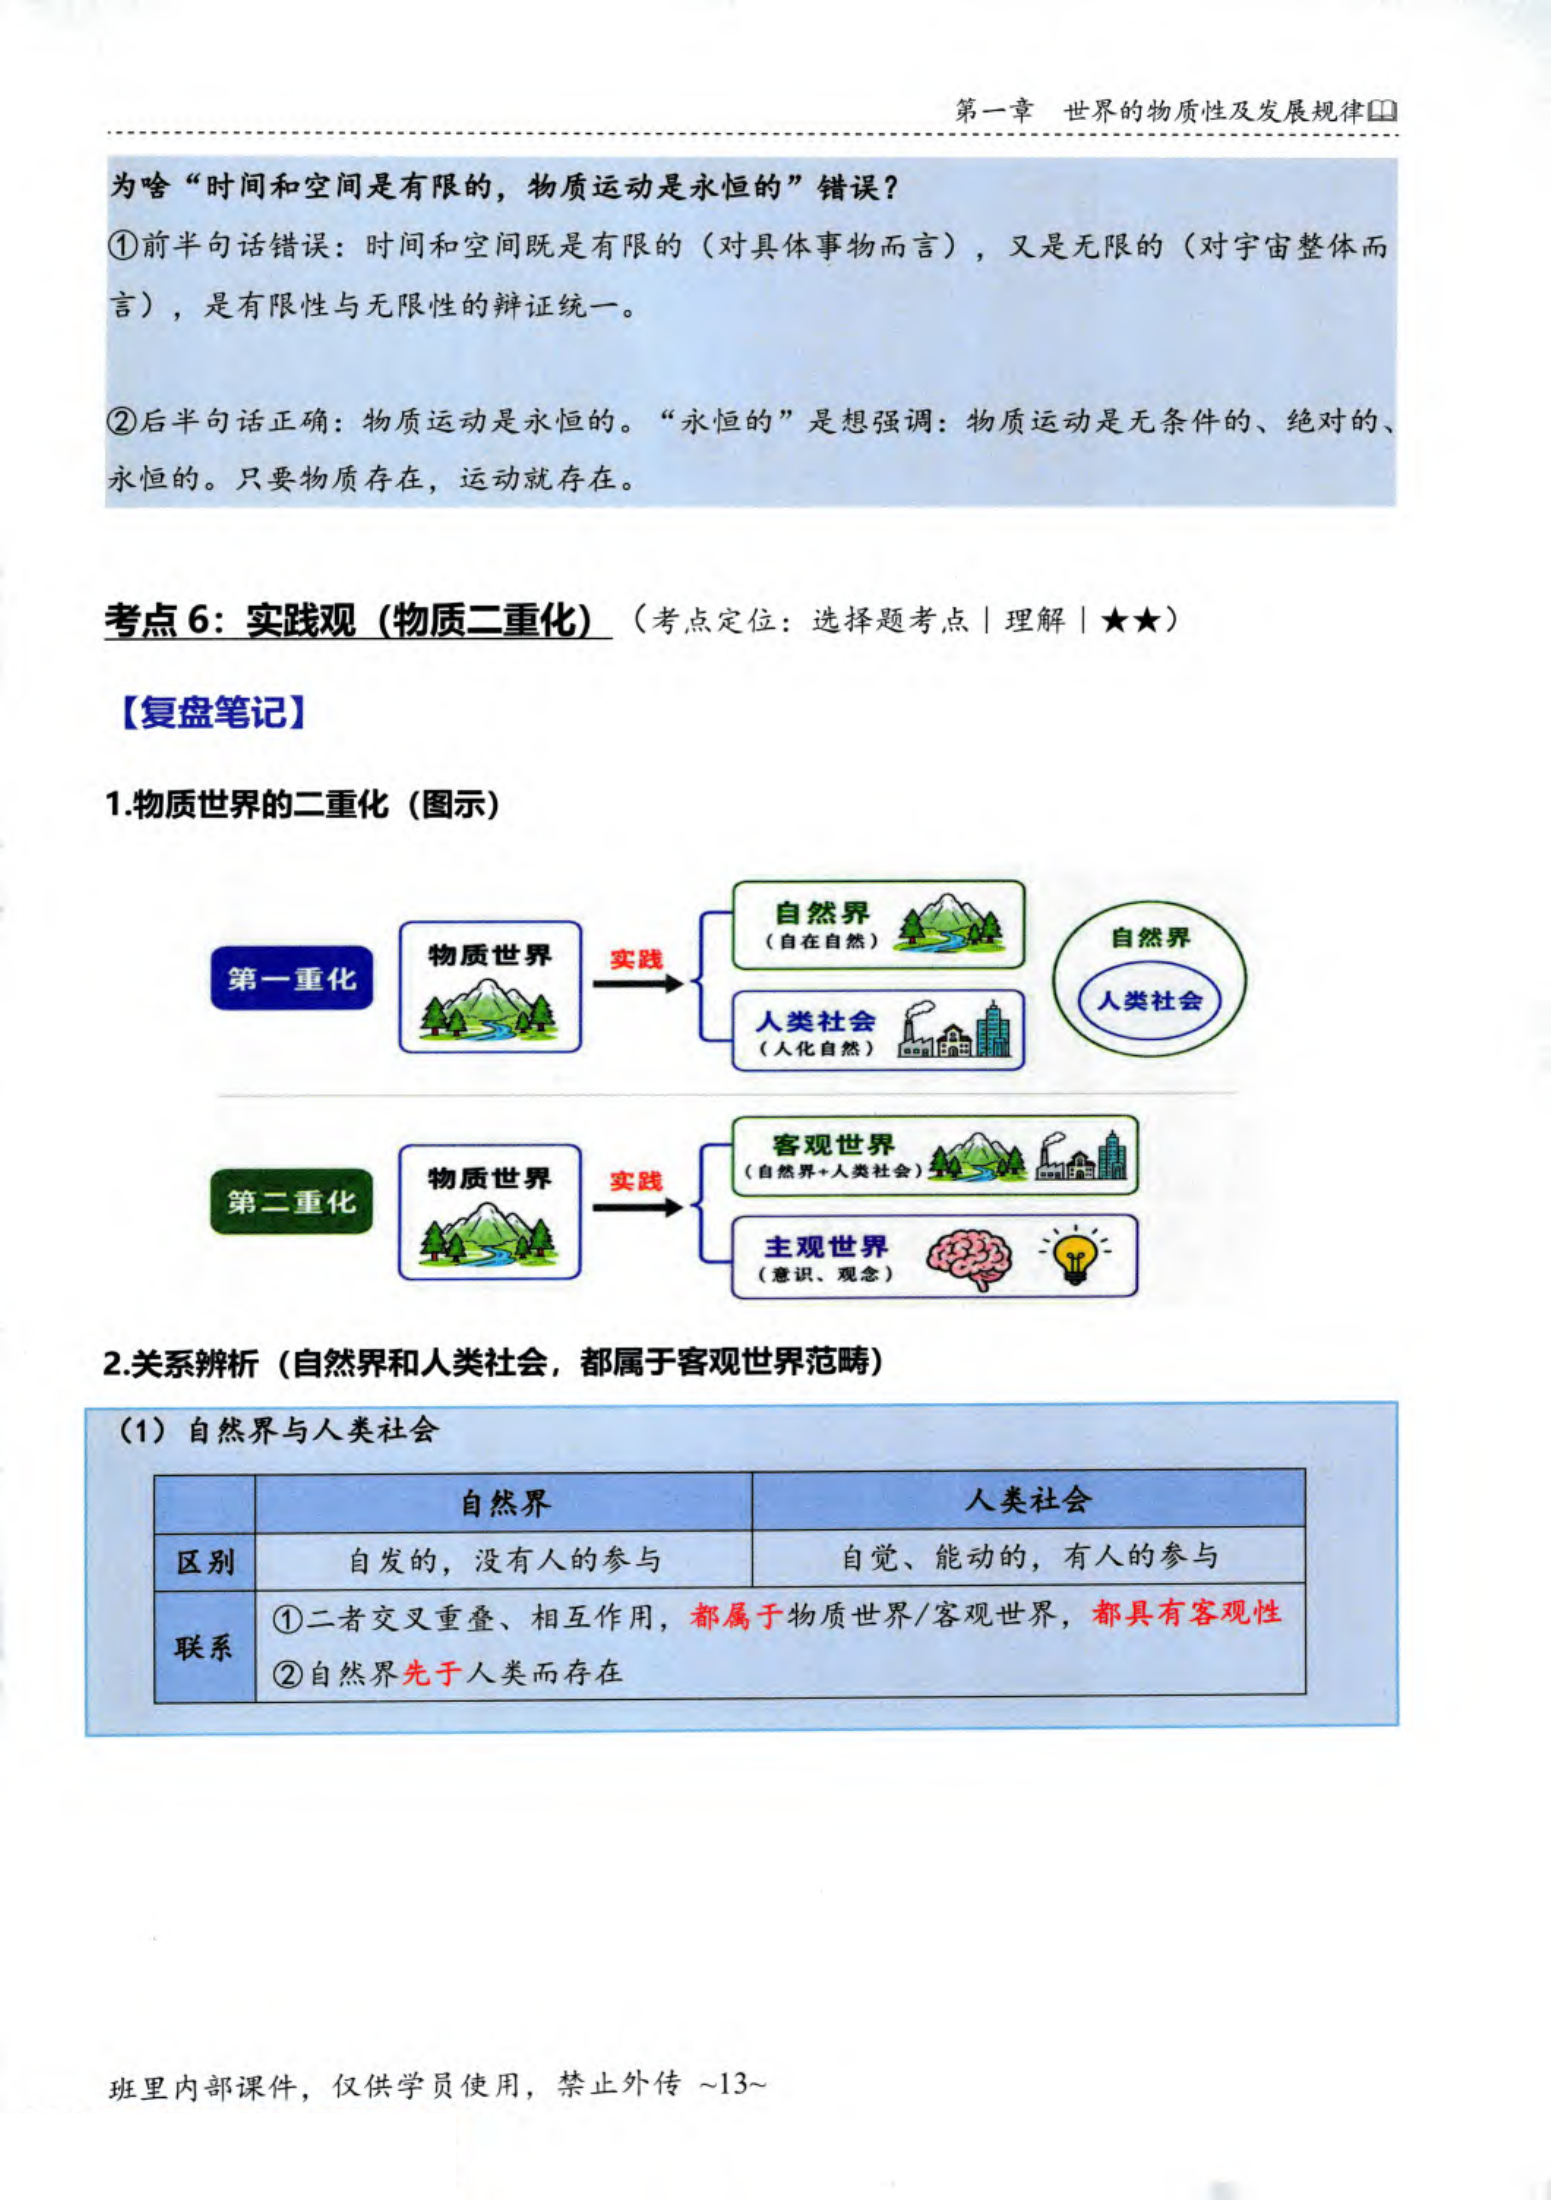 第一章 世界的物质性及发展规律
为啥“时间和空间是有限的，物质运动是永恒的”错误？
①前半句话错误：时间和空间既是有限的（对具体事物而言），又是无限的（对宇宙整体而
言），是有限性与无限性的辩证统一。
②后半句话正确：物质运动是永恒的。“永恒的”是想强调：物质运动是无条件的、绝对的、
永恒的。只要物质存在，运动就存在。
考点 6：实践观（物质二重化）（考点定位：选择题考点｜理解｜★★）
【复盘笔记】
1.物质世界的二重化（图示）
第一重化
物质世界
实践
自然界
（自在自然）
人类社会
（人化自然）
自然界
人类社会
第二重化
物质世界
实践
客观世界
（自然界+人类社会）
主观世界
（意识、观念）
2.关系辨析（自然界和人类社会，都属于客观世界范畴）
（1）自然界与人类社会
自然界 人类社会
区别 自发的，没有人的参与 自觉、能动的，有人的参与
联系
①二者交叉重叠、相互作用，都属于物质世界/客观世界，都具有客观性
②自然界先于人类而存在
班里内部课件，仅供学员使用，禁止外传 ~13~